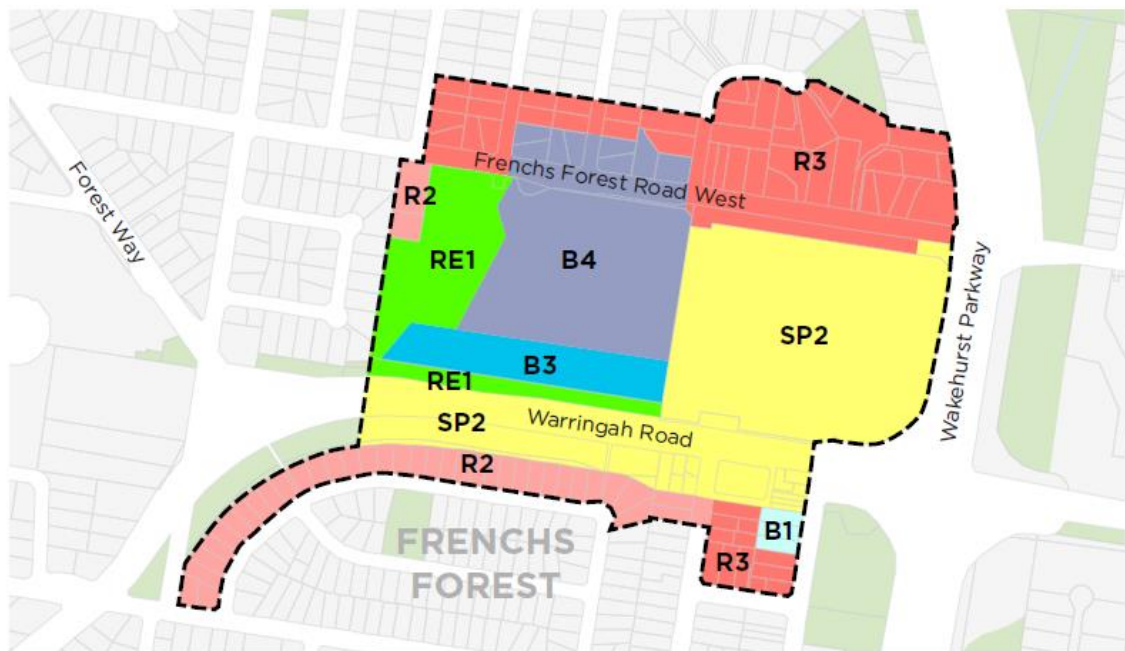 R3
Frenchs Forest Road West
Forest Way
R2
RE1
B4
SP2
Wakehurst Parkway
B3
RE1
SP2
Warringah Road
R2
B1
FRENCHS
FOREST
R3